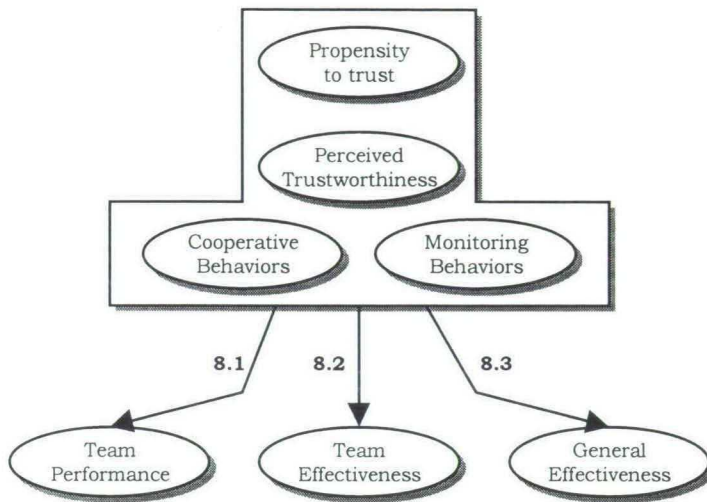 Propensity
to trust
Perceived
Trustworthiness
Cooperative
Behaviors
Monitoring
Behaviors
8.1
8.2
8.3
Team
Performance
Team
Effectiveness
General
Effectiveness